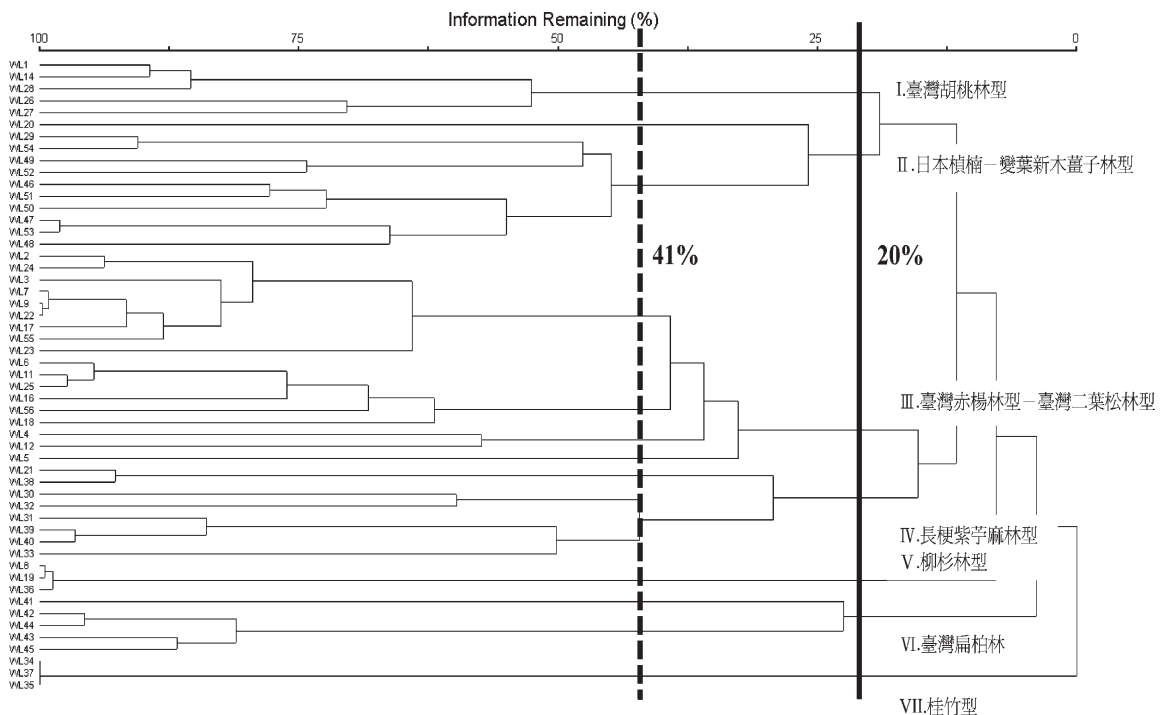 Information Remaining (%)
100 75 50 25 0
WL1
WL14
WL28
WL26
WL27
WL20
WL29
WL54
WL49
WL52
WL46
WL51
WL50
WL47
WL53
WL48
WL2
WL24
WL3
WL7
WL9
WL22
WL17
WL55
WL23
WL6
WL11
WL25
WL16
WL56
WL18
WL4
WL12
WL5
WL21
WL38
WL30
WL32
WL31
WL39
WL40
WL33
WL8
WL19
WL36
WL41
WL42
WL44
WL43
WL45
WL34
WL37
WL35
41%
20%
I.臺灣胡桃林型
II.日本楨楠－變葉新木薑子林型
III.臺灣赤楊林型－臺灣二葉松林型
IV.長梗紫苧麻林型
V.柳杉林型
VI.臺灣扁柏林
VII.桂竹型